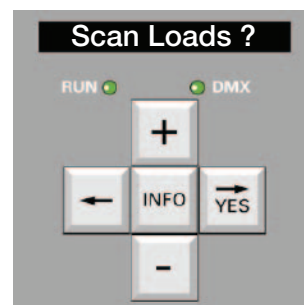 Scan Loads ?
RUN DMX
+
← INFO → YES
-